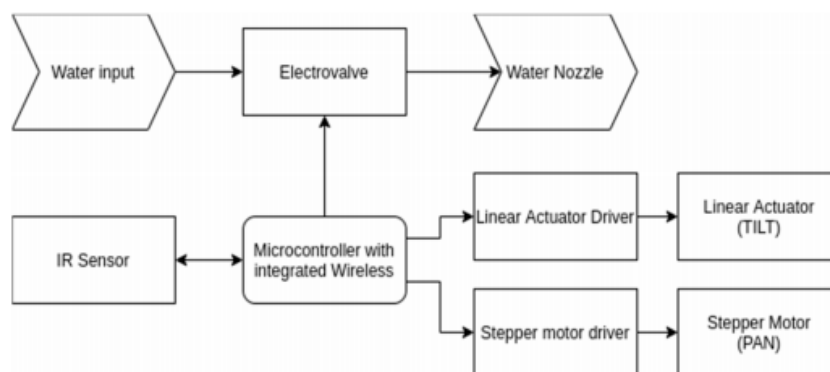 Water input
Electrovalve
Water Nozzle
Linear Actuator Driver
Linear Actuator
(TILT)
IR Sensor
Microcontroller with
integrated Wireless
Stepper motor driver
Stepper Motor
(PAN)